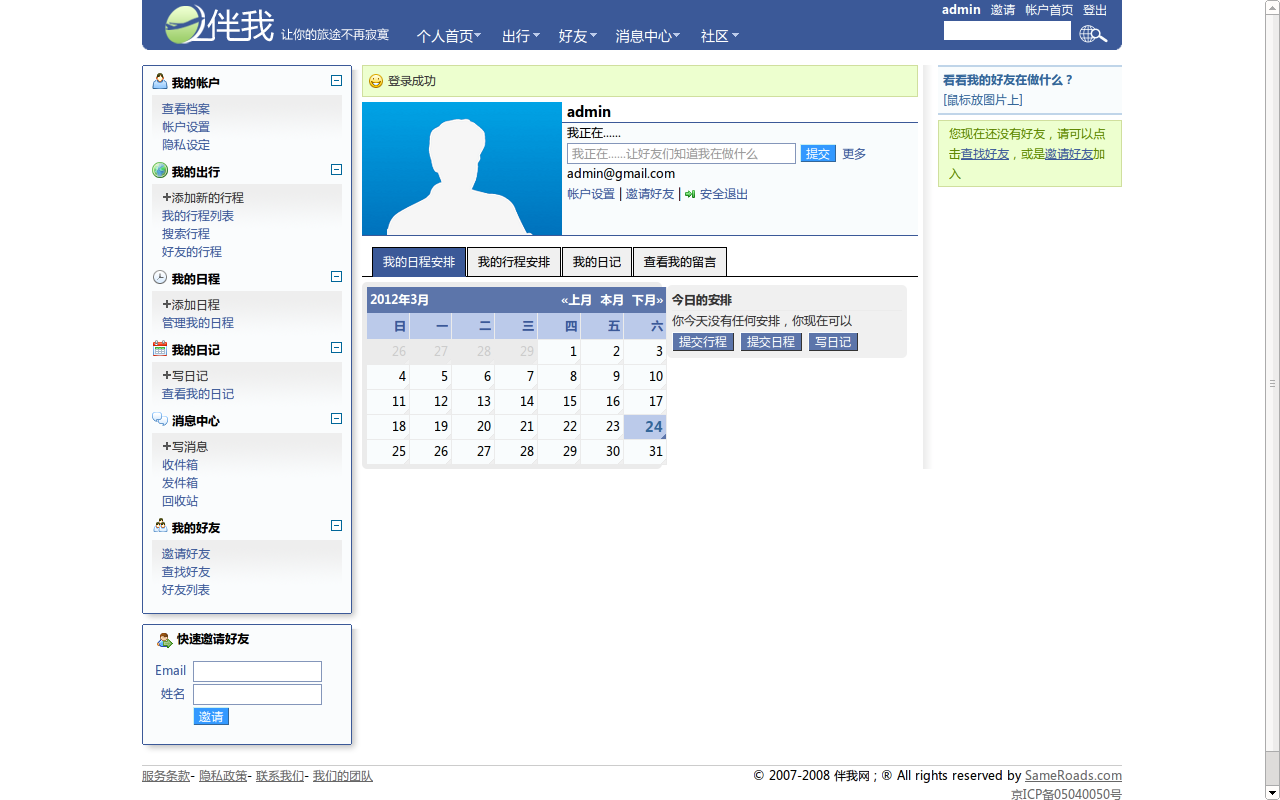 伴我 让你的旅途不再寂寞 个人首页 出行 好友 消息中心 社区
admin 邀请 帐户首页 登出
我的帐户
查看档案
帐户设置
隐私设定
我的出行
+添加新的行程
我的行程列表
搜索行程
好友的行程
我的日程
+添加日程
管理我的日程
我的日记
+写日记
查看我的日记
消息中心
+写消息
收件箱
发件箱
回收站
我的好友
邀请好友
查找好友
好友列表
快速邀请好友
Email
姓名
邀请
登录成功
admin
我正在......
我正在......让好友们知道我在做什么 提交 更多
admin@gmail.com
帐户设置 | 邀请好友 | 安全退出
我的日程安排 我的行程安排 我的日记 查看我的留言
2012年3月 «上月 本月 下月»
日 一 二 三 四 五 六
26 27 28 29 1 2 3
4 5 6 7 8 9 10
11 12 13 14 15 16 17
18 19 20 21 22 23 24
25 26 27 28 29 30 31
今日的安排
你今天没有任何安排，你现在可以
提交行程 提交日程 写日记
看看我的好友在做什么？
[鼠标放图片上]
您现在还没有好友，请可以点
击查找好友，或是邀请好友加
入
服务条款- 隐私政策- 联系我们- 我们的团队
© 2007-2008 伴我网 ; ® All rights reserved by SameRoads.com
京ICP备05040050号